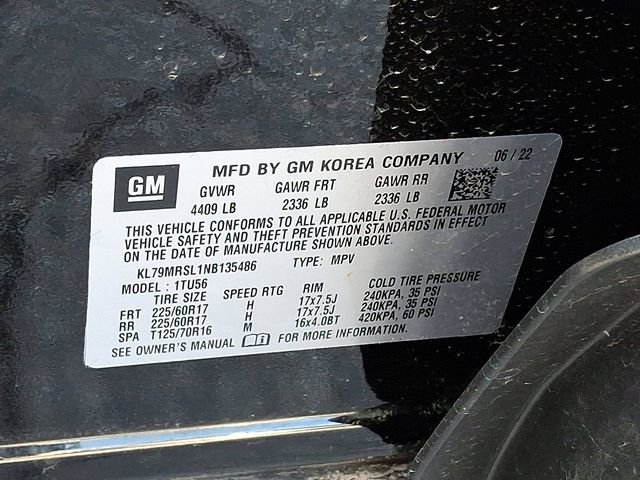 GM
MFD BY GM KOREA COMPANY 06 / 22
GVWR GAWR FRT GAWR RR
4409 LB 2336 LB 2336 LB
THIS VEHICLE CONFORMS TO ALL APPLICABLE U.S. FEDERAL MOTOR
VEHICLE SAFETY AND THEFT PREVENTION STANDARDS IN EFFECT
ON THE DATE OF MANUFACTURE SHOWN ABOVE.
KL79MRSL1NB135486 TYPE: MPV
MODEL : 1TU56
TIRE SIZE SPEED RTG RIM COLD TIRE PRESSURE
FRT 225/60R17 H 17x7.5J 240KPA, 35 PSI
RR 225/60R17 H 17x7.5J 240KPA, 35 PSI
SPA T125/70R16 M 16x4.0BT 420KPA, 60 PSI
SEE OWNER'S MANUAL FOR MORE INFORMATION.